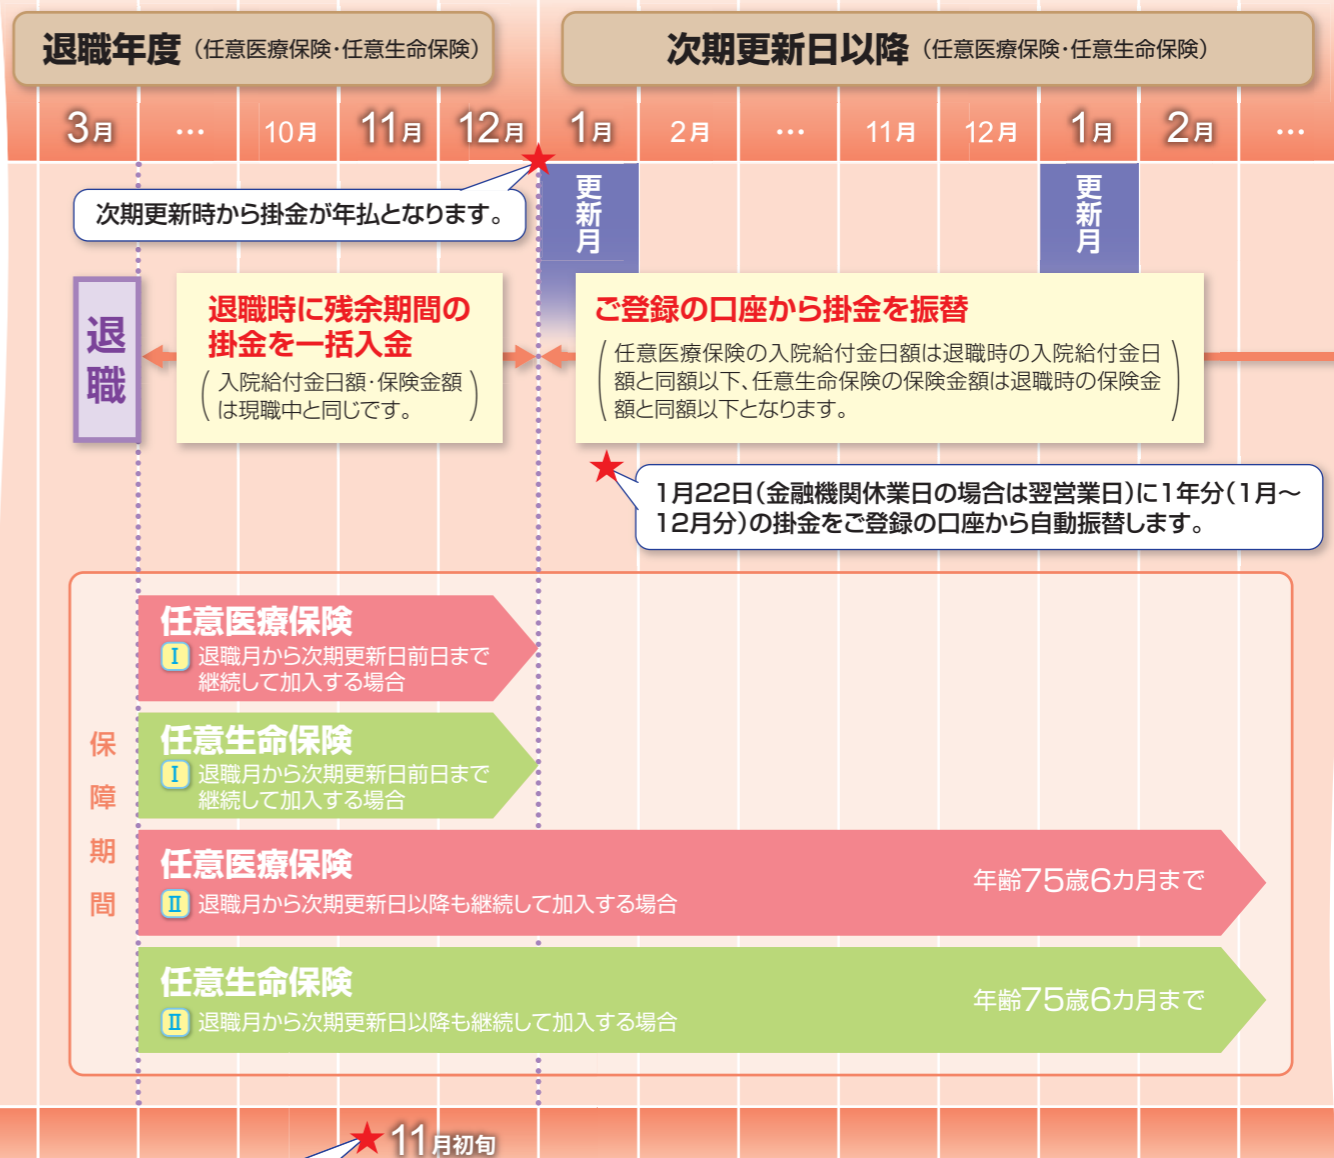 退職年度（任意医療保険・任意生命保険）
次期更新日以降（任意医療保険・任意生命保険）
3月 … 10月 11月 12月 1月 2月 … 11月 12月 1月 2月 …
次期更新時から掛金が年払となります。
更新月
更新月
退職
退職時に残余期間の
掛金を一括入金
（入院給付金日額・保険金額
は現職中と同じです。）
ご登録の口座から掛金を振替
（任意医療保険の入院給付金日額は退職時の入院給付金日
額と同額以下、任意生命保険の保険金額は退職時の保険金
額と同額以下となります。）
1月22日（金融機関休業日の場合は翌営業日）に1年分（1月〜
12月分）の掛金をご登録の口座から自動振替します。
保障期間
任意医療保険
Ⅰ 退職月から次期更新日前日まで
継続して加入する場合
任意生命保険
Ⅰ 退職月から次期更新日前日まで
継続して加入する場合
任意医療保険
Ⅱ 退職月から次期更新日以降も継続して加入する場合
年齢75歳6カ月まで
任意生命保険
Ⅱ 退職月から次期更新日以降も継続して加入する場合
年齢75歳6カ月まで
★11月初旬